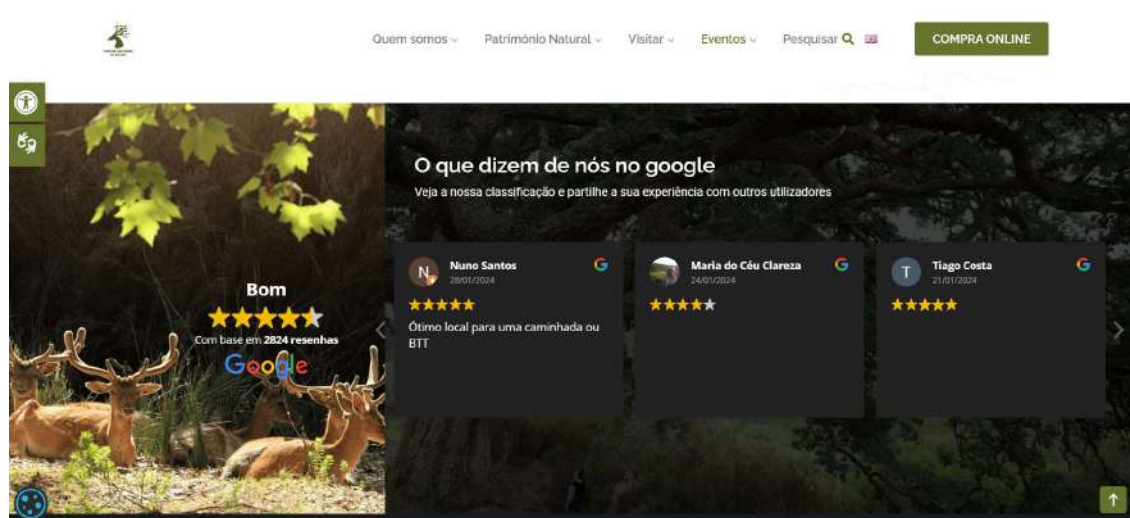 Quem somos
Património Natural
Visitar
Eventos
Pesquisar
COMPRA ONLINE
O que dizem de nós no google
Veja a nossa classificação e partilhe a sua experiência com outros utilizadores
Bom
Com base em 2824 resenhas
Google
N
Nuno Santos
G
28/01/2024
Ótimo local para uma caminhada ou
BTT
Maria do Céu Clareza
G
24/01/2024
T
Tiago Costa
G
21/01/2024